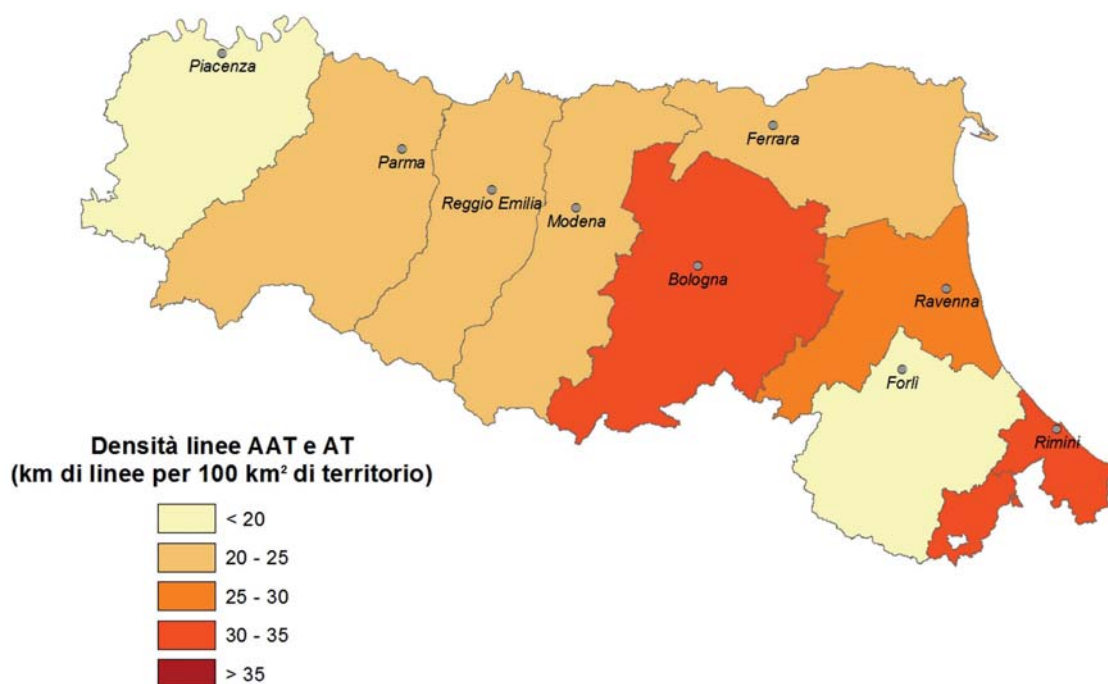 Piacenza
Parma
Reggio Emilia
Modena
Ferrara
Bologna
Ravenna
Forlì
Rimini
Densità linee AAT e AT
(km di linee per 100 km² di territorio)
< 20
20 - 25
25 - 30
30 - 35
> 35